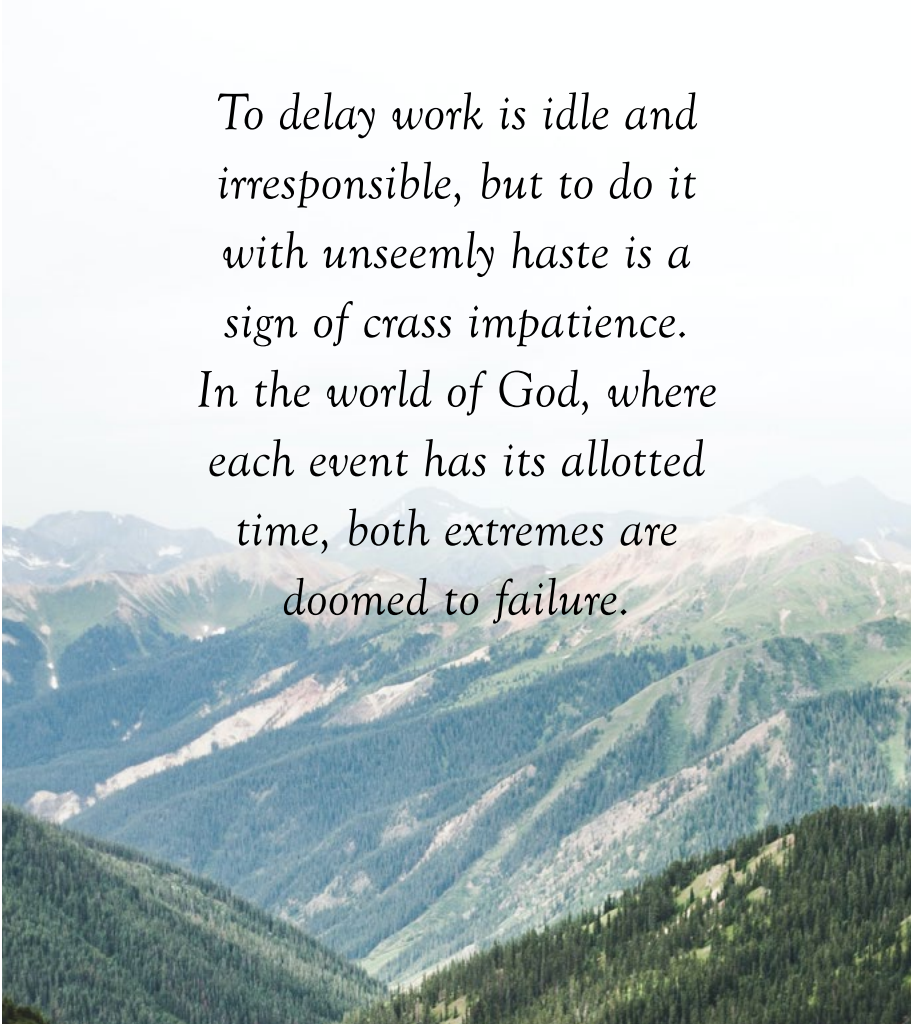 To delay work is idle and
irresponsible, but to do it
with unseemly haste is a
sign of crass impatience.
In the world of God, where
each event has its allotted
time, both extremes are
doomed to failure.